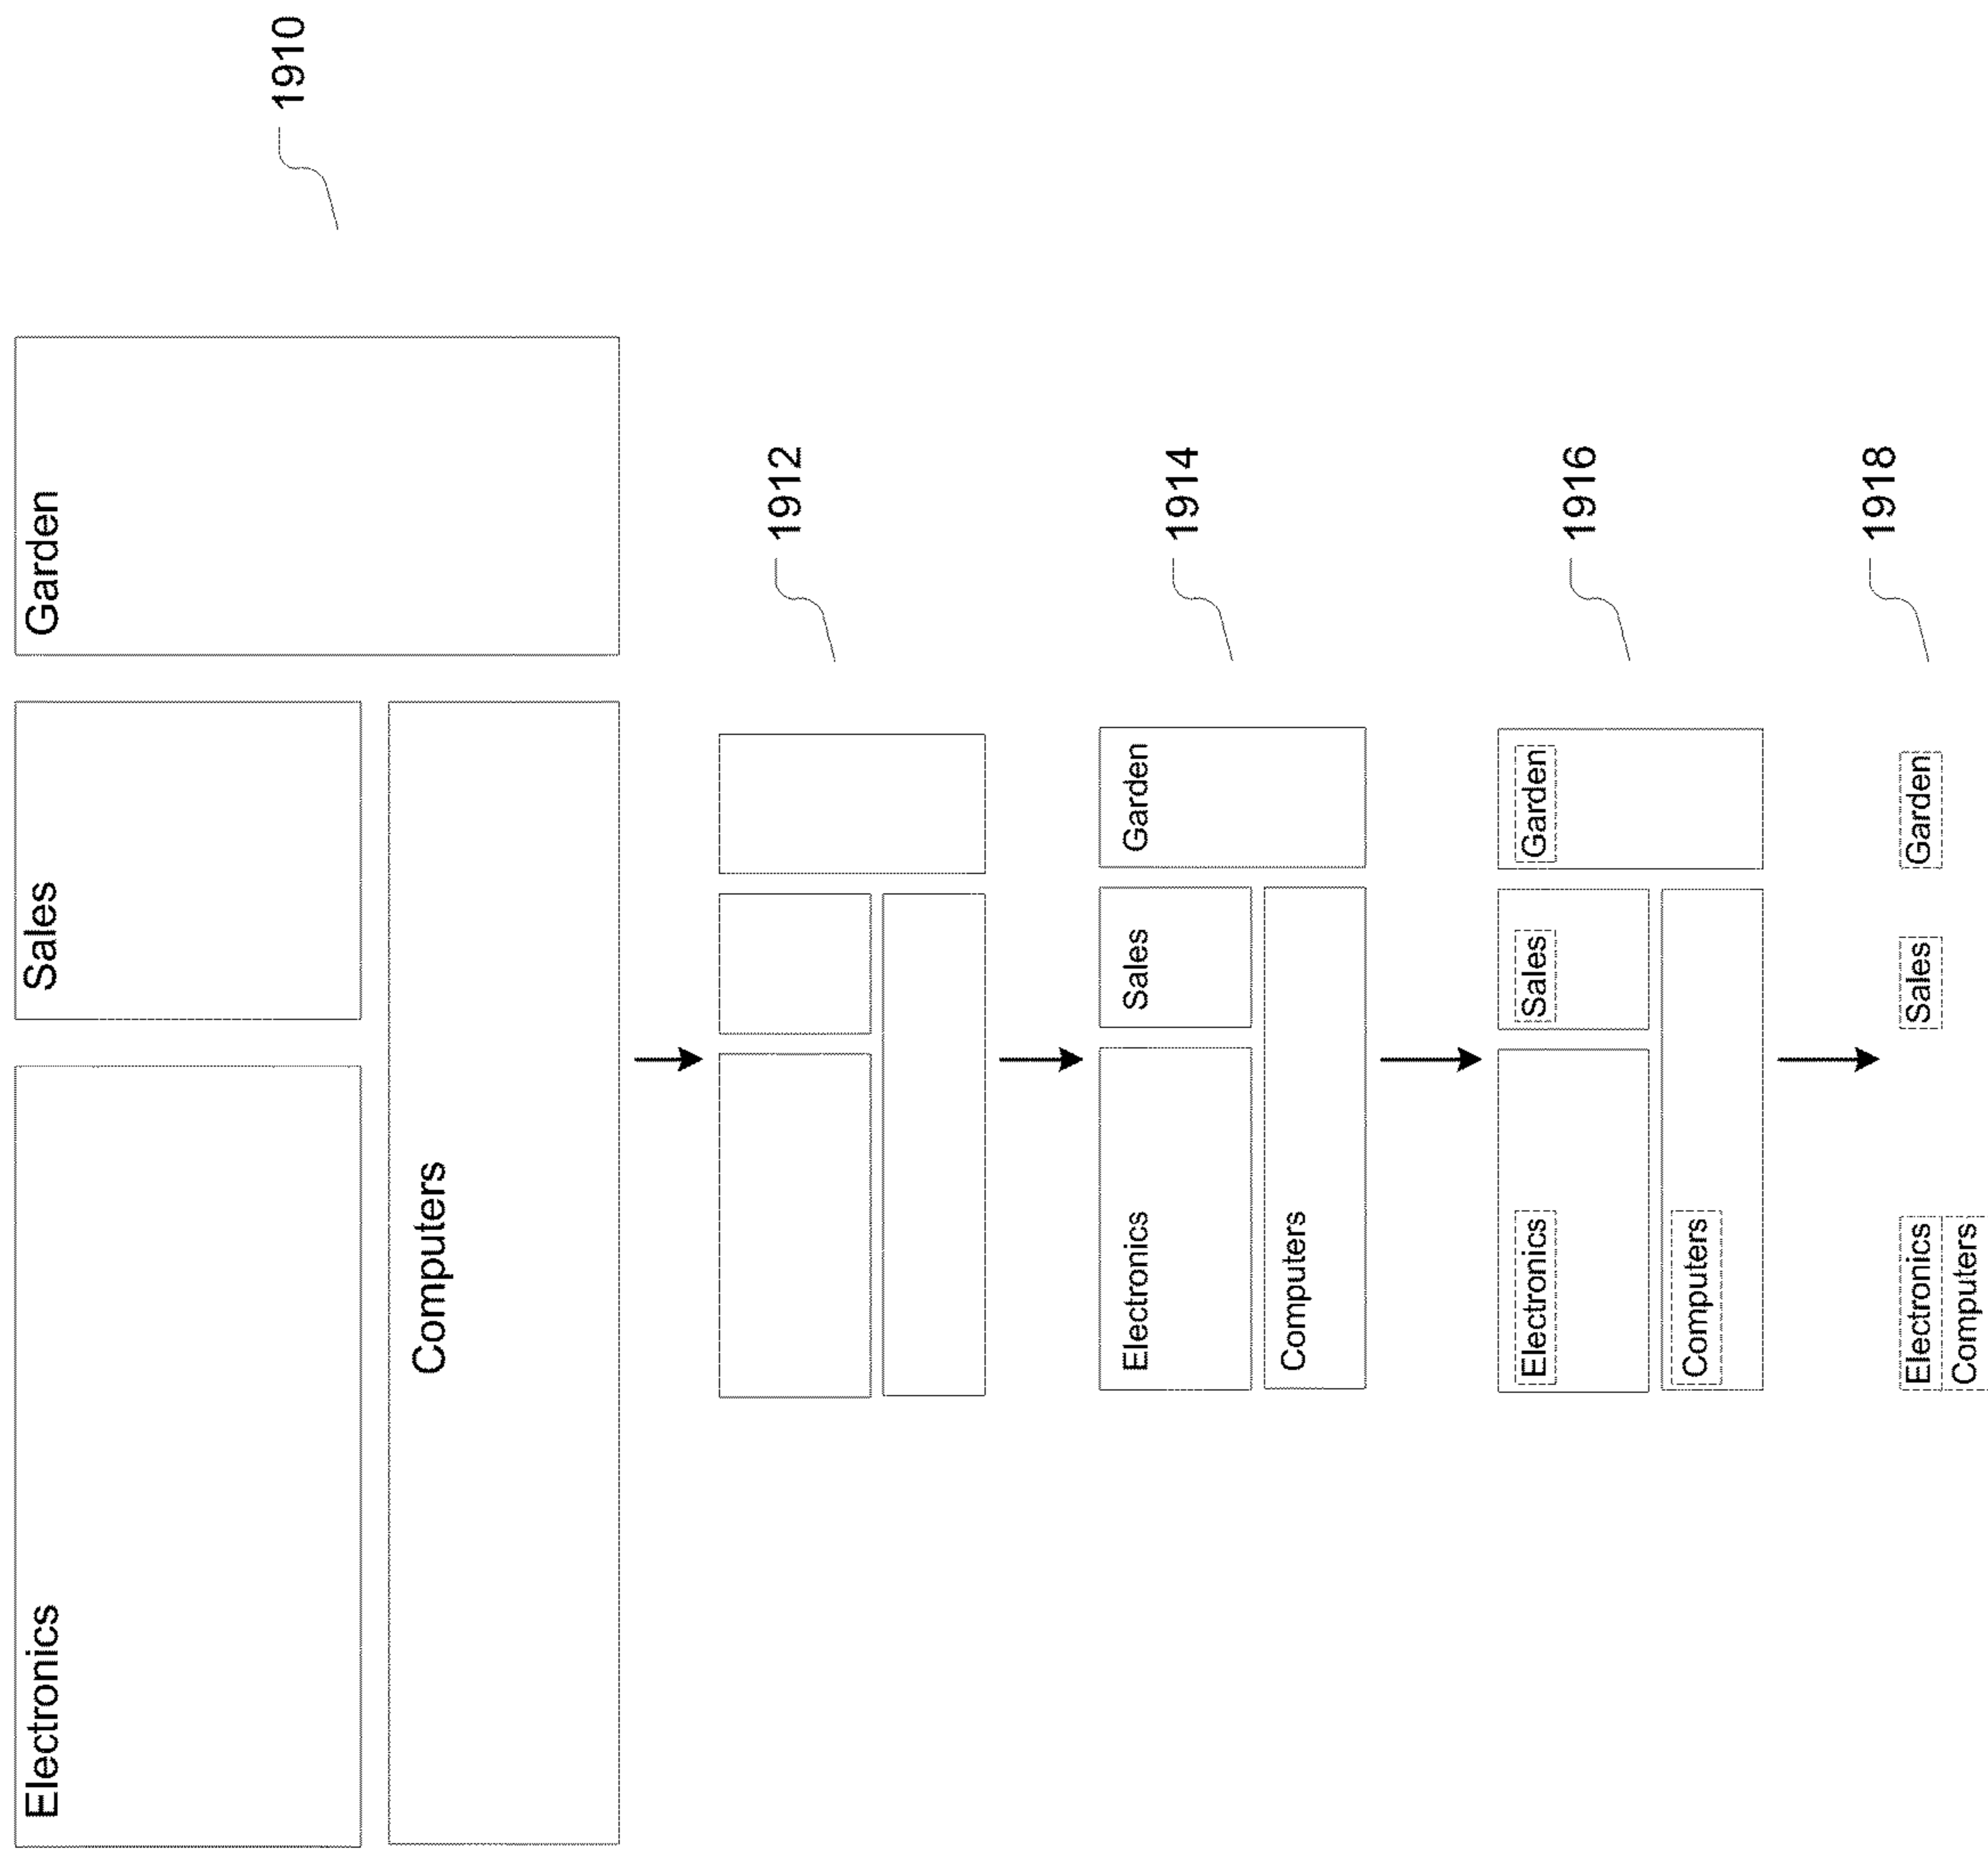 1910
Electronics
Sales
Garden
Computers
1912
1914
Electronics
Sales
Garden
Computers
1916
Electronics
Sales
Garden
Computers
1918
Electronics
Sales
Garden
Computers